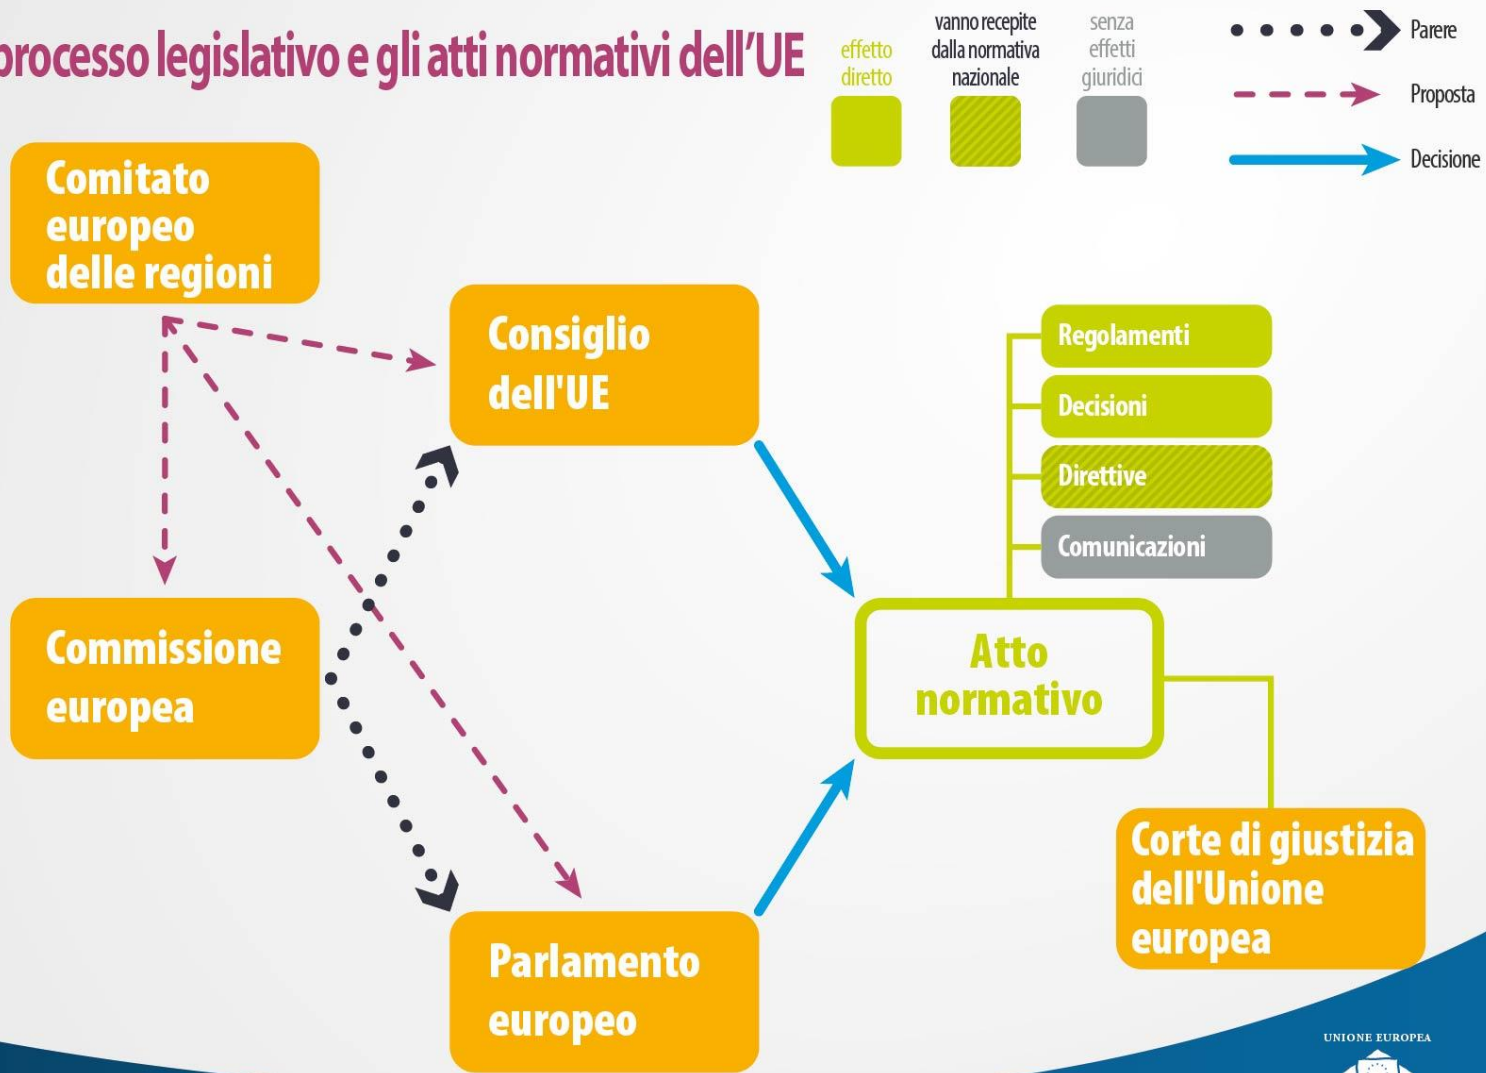 processo legislativo e gli atti normativi dell'UE
effetto
diretto
vanno recepite
dalla normativa
nazionale
senza
effetti
giuridici
Parere
Proposta
Decisione
Comitato
europeo
delle regioni
Consiglio
dell'UE
Regolamenti
Decisioni
Direttive
Comunicazioni
Commissione
europea
Atto
normativo
Corte di giustizia
dell'Unione
europea
Parlamento
europeo
UNIONE EUROPEA